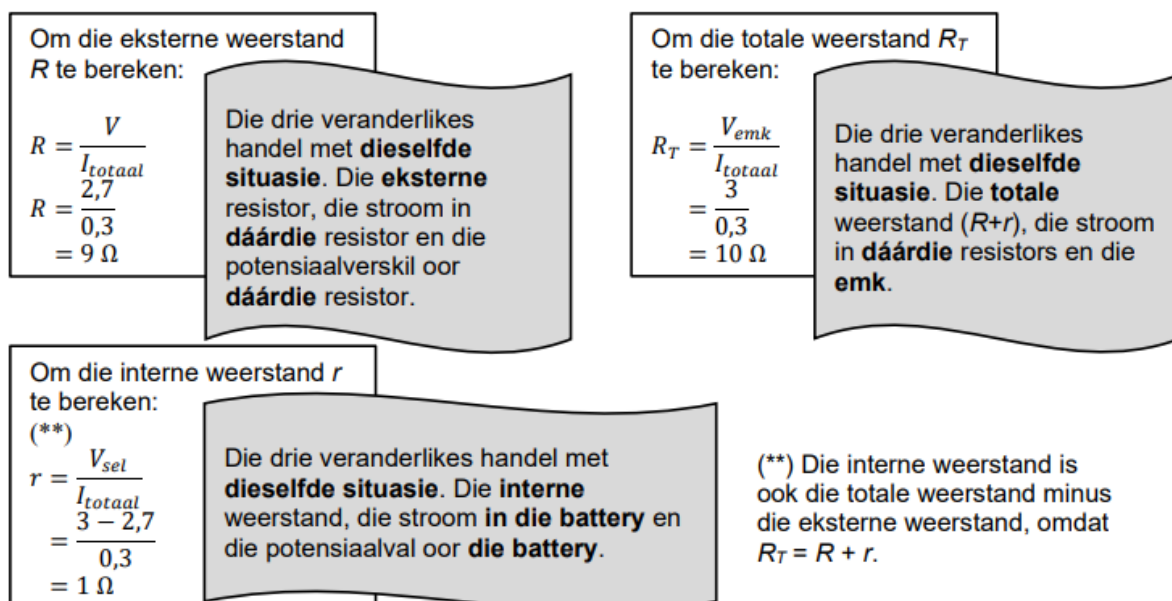 Om die eksterne weerstand
R te bereken:
R = V / I_totaal
R = 2,7 / 0,3
= 9 Ω
Die drie veranderlikes
handel met dieselfde
situasie. Die eksterne
resistor, die stroom in
dáárdie resistor en die
potensiaalverskil oor
dáárdie resistor.
Om die totale weerstand R_T
te bereken:
R_T = V_emk / I_totaal
= 3 / 0,3
= 10 Ω
Die drie veranderlikes
handel met dieselfde
situasie. Die totale
weerstand (R+r), die stroom
in dáárdie resistors en die
emk.
Om die interne weerstand r
te bereken:
(**)
r = V_sel / I_totaal
= 3 − 2,7 / 0,3
= 1 Ω
Die drie veranderlikes handel met
dieselfde situasie. Die interne
weerstand, die stroom in die battery en
die potensiaalval oor die battery.
(**) Die interne weerstand is
ook die totale weerstand minus
die eksterne weerstand, omdat
R_T = R + r.